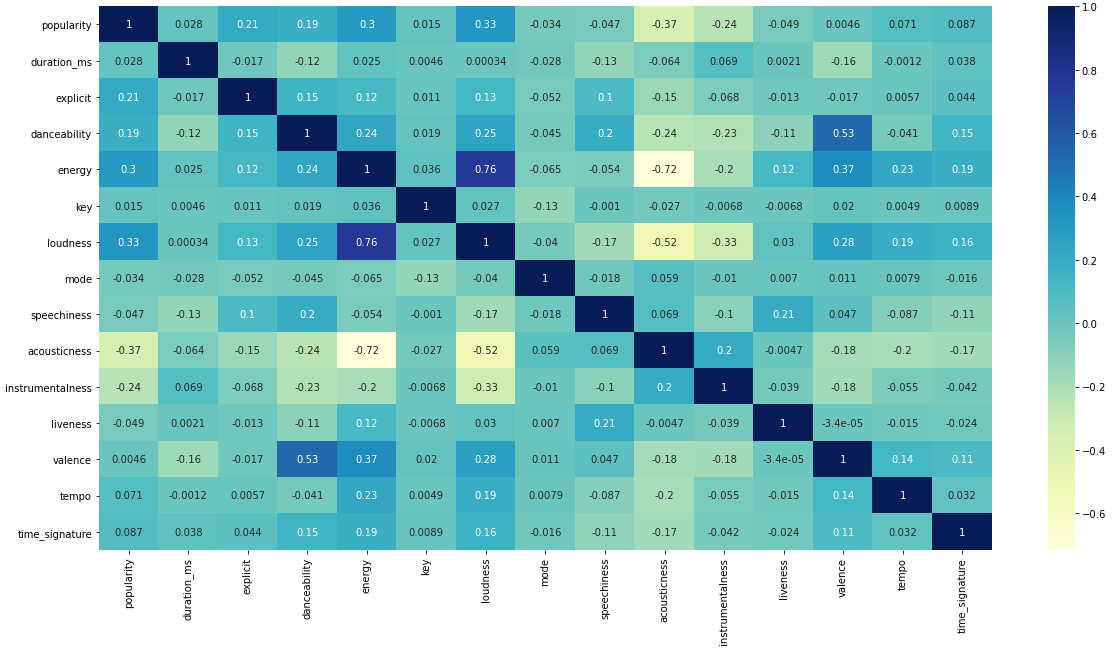 popularity 1 0.028 0.21 0.19 0.3 0.015 0.33 -0.034 -0.047 -0.37 -0.24 -0.049 0.0046 0.071 0.087
duration_ms 0.028 1 -0.017 -0.12 0.025 0.0046 0.00034 -0.028 -0.13 -0.064 0.069 0.0021 -0.16 -0.0012 0.038
explicit 0.21 -0.017 1 0.15 0.12 0.011 0.13 -0.052 0.1 -0.15 -0.068 -0.013 -0.017 0.0057 0.044
danceability 0.19 -0.12 0.15 1 0.24 0.019 0.25 -0.045 0.2 -0.24 -0.23 -0.11 0.53 -0.041 0.15
energy 0.3 0.025 0.12 0.24 1 0.036 0.76 -0.065 -0.054 -0.72 -0.2 0.12 0.37 0.23 0.19
key 0.015 0.0046 0.011 0.019 0.036 1 0.027 -0.13 -0.001 -0.027 -0.0068 -0.0068 0.02 0.0049 0.0089
loudness 0.33 0.00034 0.13 0.25 0.76 0.027 1 -0.04 -0.17 -0.52 -0.33 0.03 0.28 0.19 0.16
mode -0.034 -0.028 -0.052 -0.045 -0.065 -0.13 -0.04 1 -0.018 0.059 -0.01 0.007 0.011 0.0079 -0.016
speechiness -0.047 -0.13 0.1 0.2 -0.054 -0.001 -0.17 -0.018 1 0.069 -0.1 0.21 0.047 -0.087 -0.11
acousticness -0.37 -0.064 -0.15 -0.24 -0.72 -0.027 -0.52 0.059 0.069 1 0.2 -0.0047 -0.18 -0.2 -0.17
instrumentalness -0.24 0.069 -0.068 -0.23 -0.2 -0.0068 -0.33 -0.01 -0.1 0.2 1 -0.039 -0.18 -0.055 -0.042
liveness -0.049 0.0021 -0.013 -0.11 0.12 -0.0068 0.03 0.007 0.21 -0.0047 -0.039 1 -3.4e-05 -0.015 -0.024
valence 0.0046 -0.16 -0.017 0.53 0.37 0.02 0.28 0.011 0.047 -0.18 -0.18 -3.4e-05 1 0.14 0.11
tempo 0.071 -0.0012 0.0057 -0.041 0.23 0.0049 0.19 0.0079 -0.087 -0.2 -0.055 -0.015 0.14 1 0.032
time_signature 0.087 0.038 0.044 0.15 0.19 0.0089 0.16 -0.016 -0.11 -0.17 -0.042 -0.024 0.11 0.032 1
popularity
duration_ms
explicit
danceability
energy
key
loudness
mode
speechiness
acousticness
instrumentalness
liveness
valence
tempo
time_signature
1.0
0.8
0.6
0.4
0.2
0.0
−0.2
−0.4
−0.6